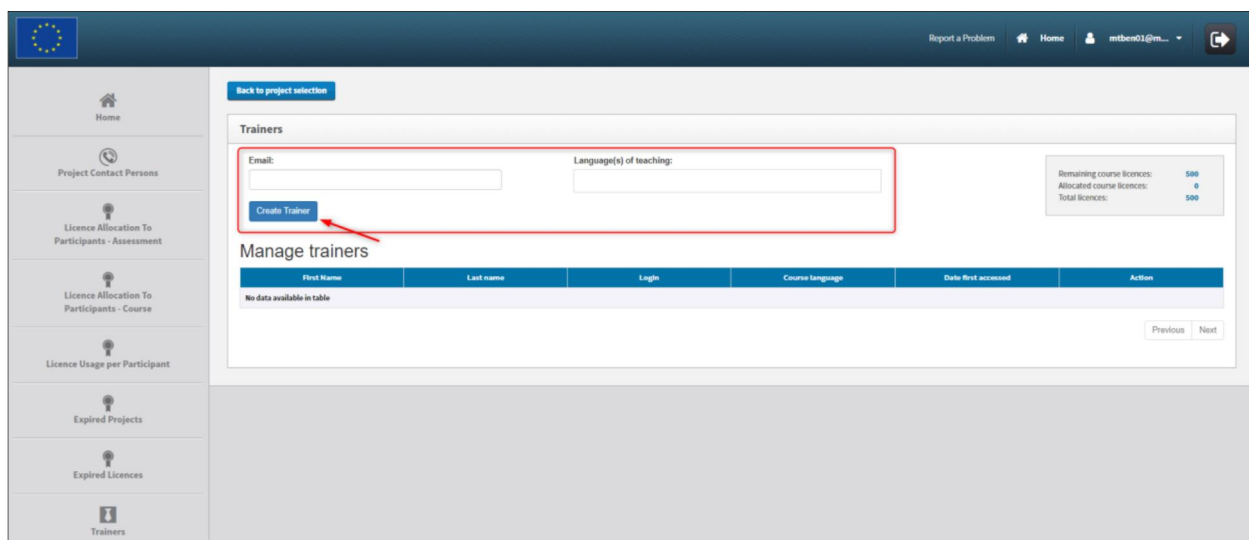 Report a Problem Home mtben01@m...
Home
Project Contact Persons
Licence Allocation To
Participants - Assessment
Licence Allocation To
Participants - Course
Licence Usage per Participant
Expired Projects
Expired Licences
Trainers
Back to project selection
Trainers
Email: Language(s) of teaching:
Create Trainer
Remaining course licences: 500
Allocated course licences: 0
Total licences: 500
Manage trainers
First Name Last name Login Course language Date first accessed Action
No data available in table
Previous Next